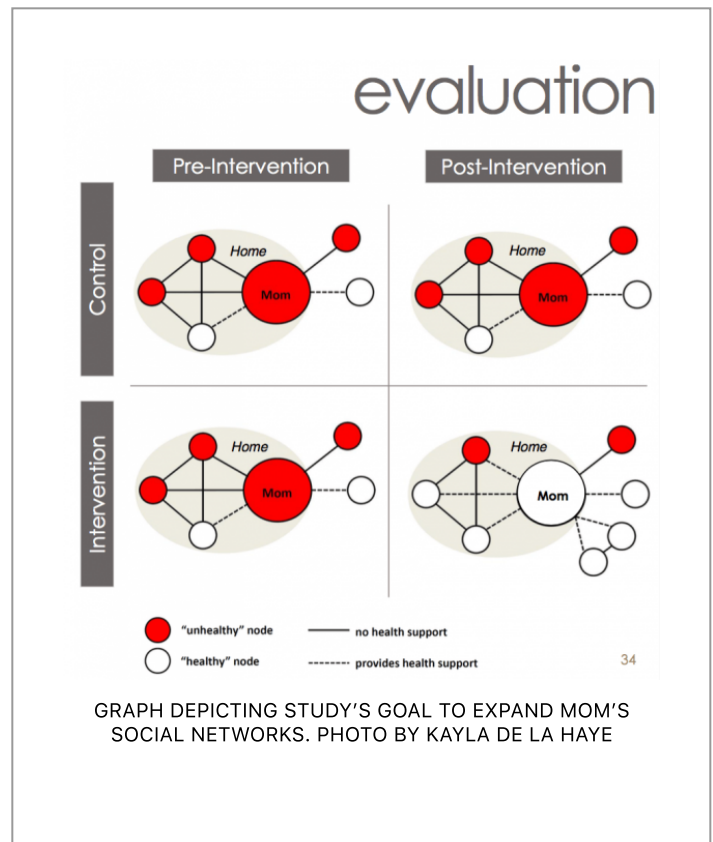 evaluation
Pre-Intervention
Post-Intervention
Control
Home
Mom
Home
Mom
Intervention
Home
Mom
Home
Mom
"unhealthy" node
no health support
"healthy" node
provides health support
34
GRAPH DEPICTING STUDY'S GOAL TO EXPAND MOM'S
SOCIAL NETWORKS. PHOTO BY KAYLA DE LA HAYE